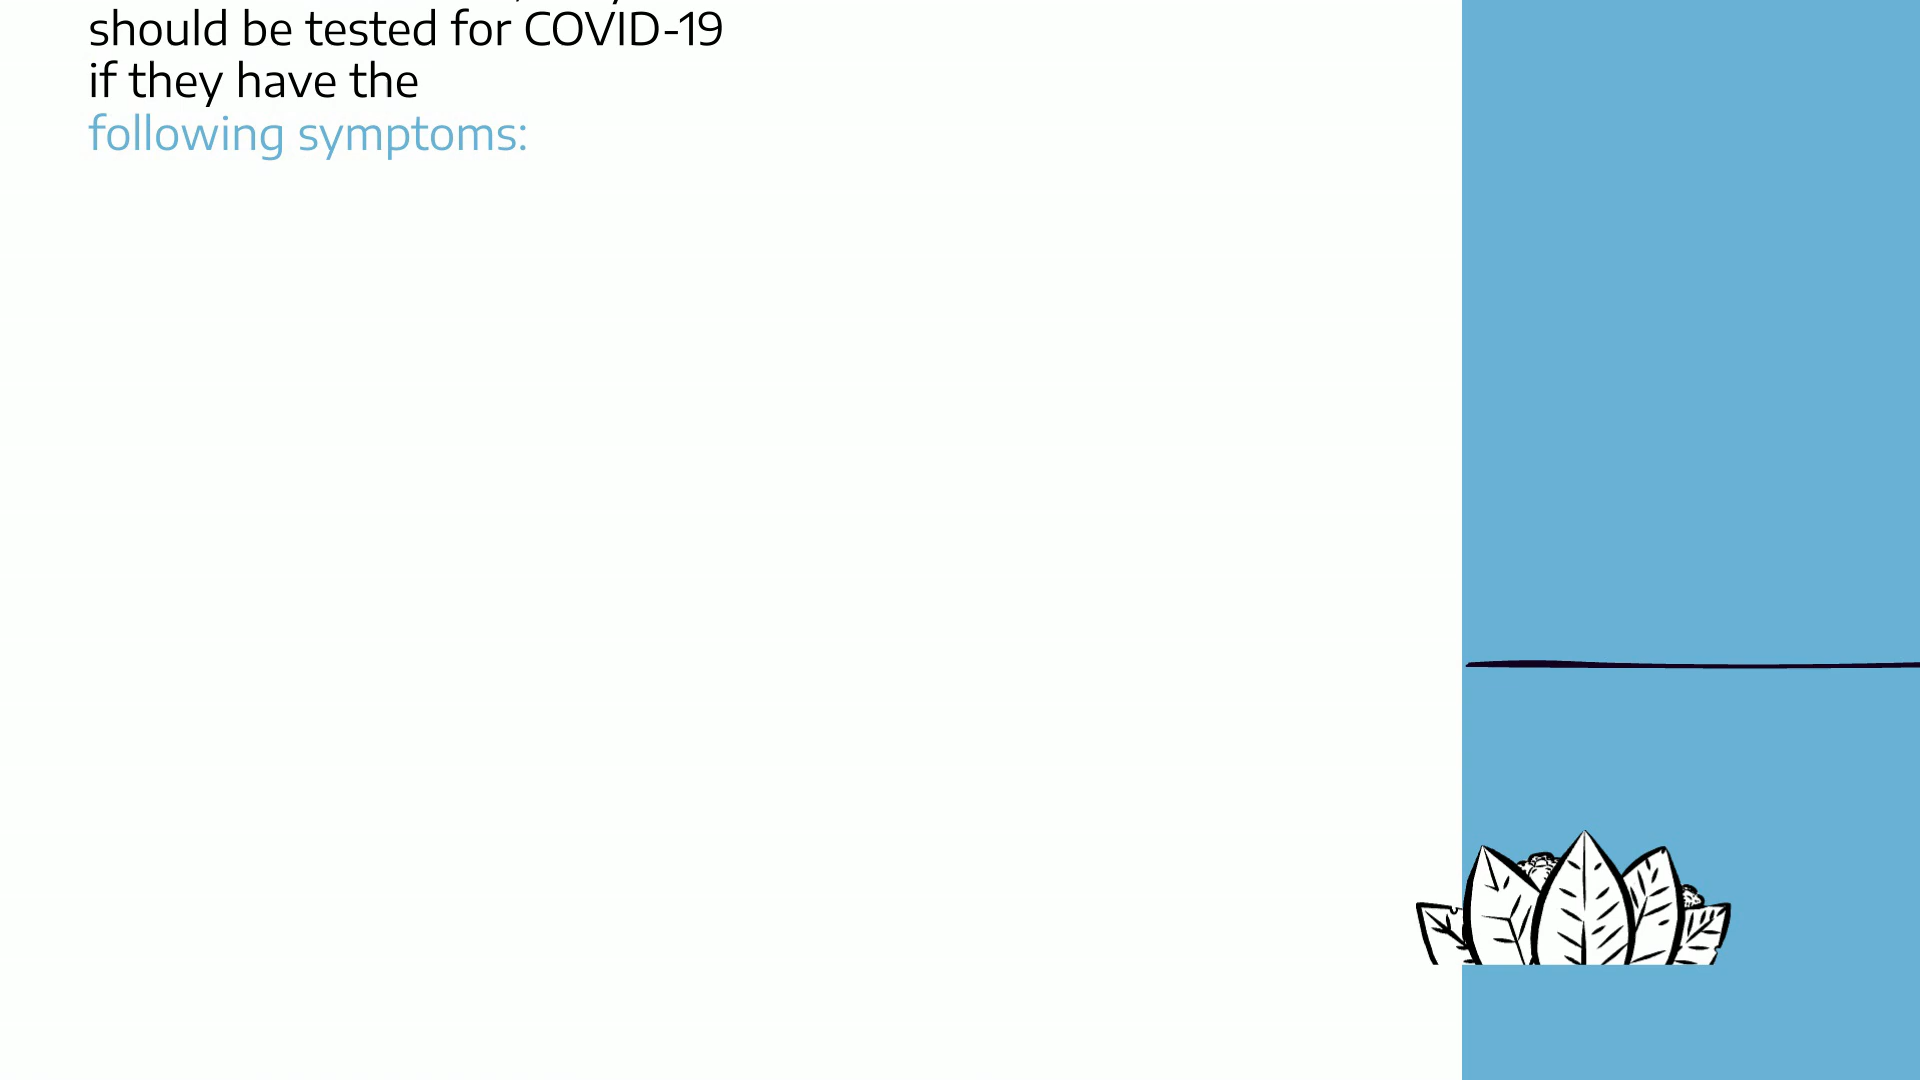 should be tested for COVID-19
if they have the
following symptoms: